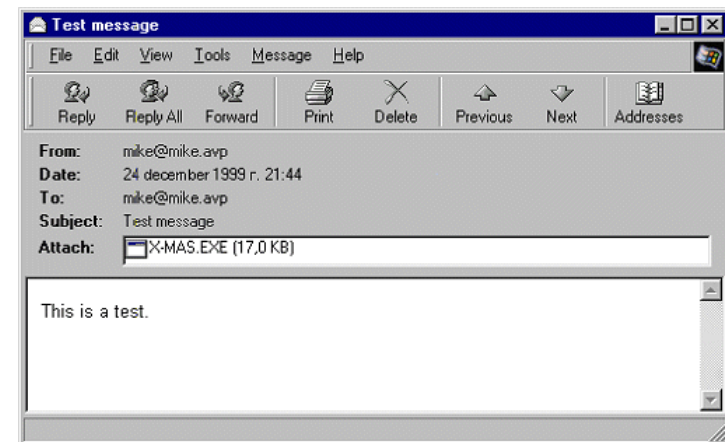 Test message
File Edit View Tools Message Help
Reply Reply All Forward Print Delete Previous Next Addresses
From: mike@mike.avp
Date: 24 december 1999 г. 21:44
To: mike@mike.avp
Subject: Test message
Attach: X-MAS.EXE (17,0 KB)
This is a test.